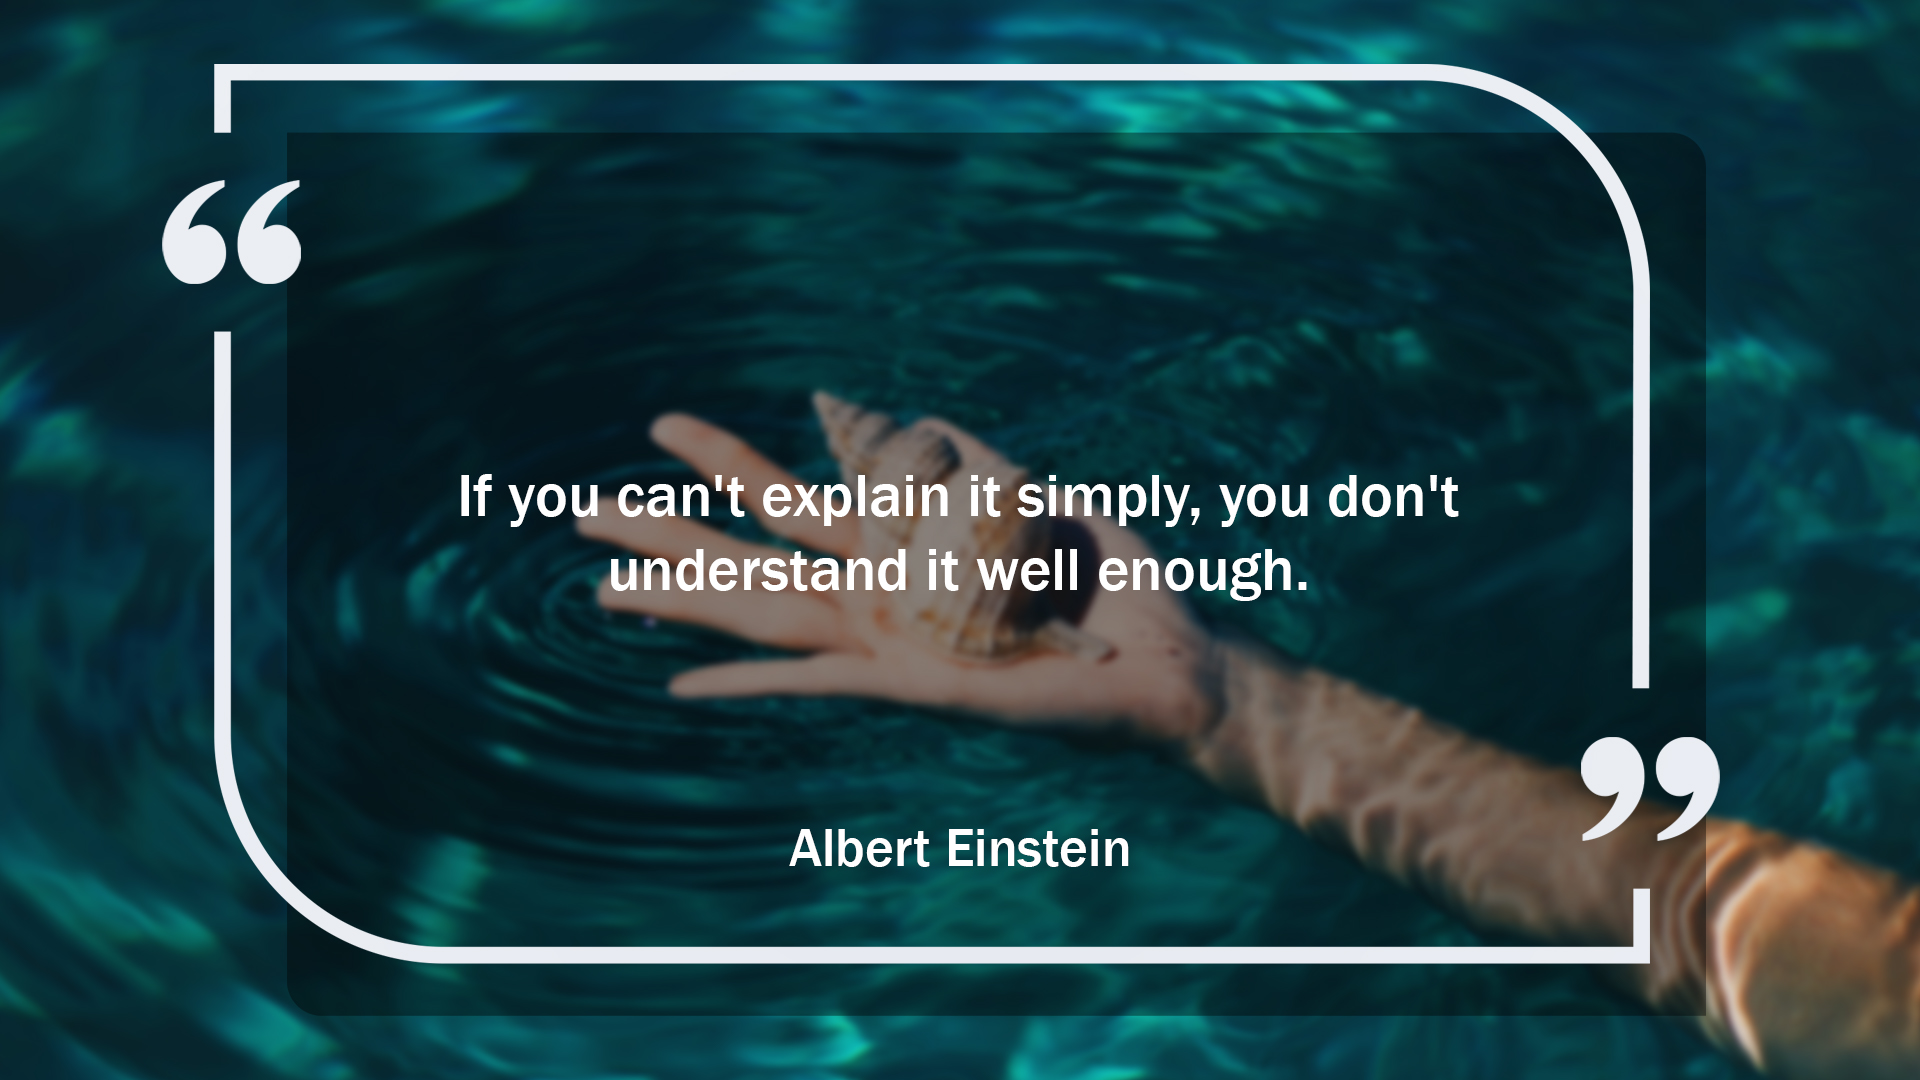 If you can't explain it simply, you don't
understand it well enough.
Albert Einstein